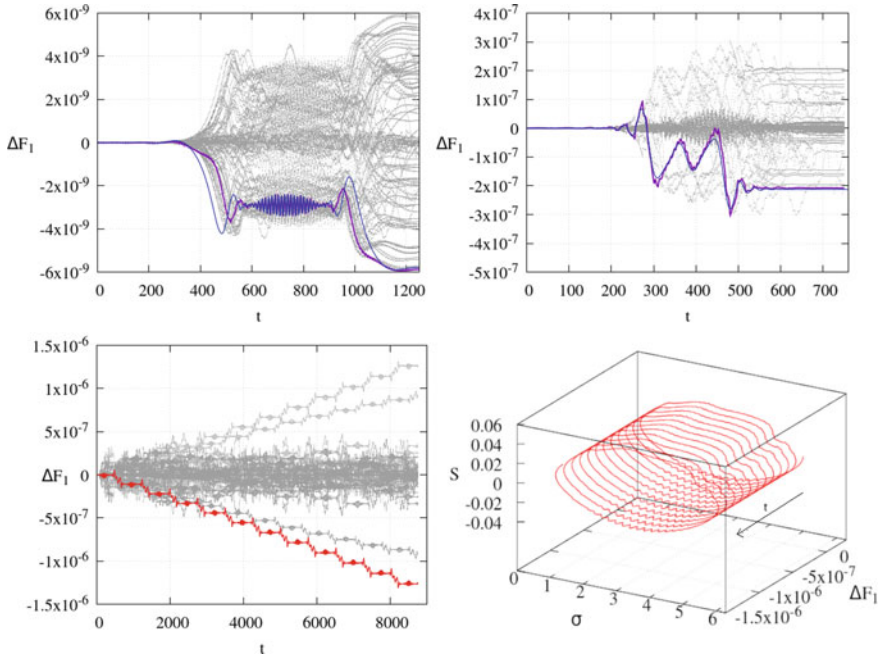 6x10⁻⁹
4x10⁻⁹
2x10⁻⁹
0
-2x10⁻⁹
-4x10⁻⁹
-6x10⁻⁹
ΔF₁
0 200 400 600 800 1000 1200
t
4x10⁻⁷
3x10⁻⁷
2x10⁻⁷
1x10⁻⁷
0
-1x10⁻⁷
-2x10⁻⁷
-3x10⁻⁷
-4x10⁻⁷
-5x10⁻⁷
ΔF₁
0 100 200 300 400 500 600 700
t
1.5x10⁻⁶
1x10⁻⁶
5x10⁻⁷
0
-5x10⁻⁷
-1x10⁻⁶
-1.5x10⁻⁶
ΔF₁
0 2000 4000 6000 8000
t
0.06
0.04
0.02
0
-0.02
-0.04
S
0 1 2 3 4 5 6
σ
t
0
-5x10⁻⁷
-1x10⁻⁶
-1.5x10⁻⁶
ΔF₁